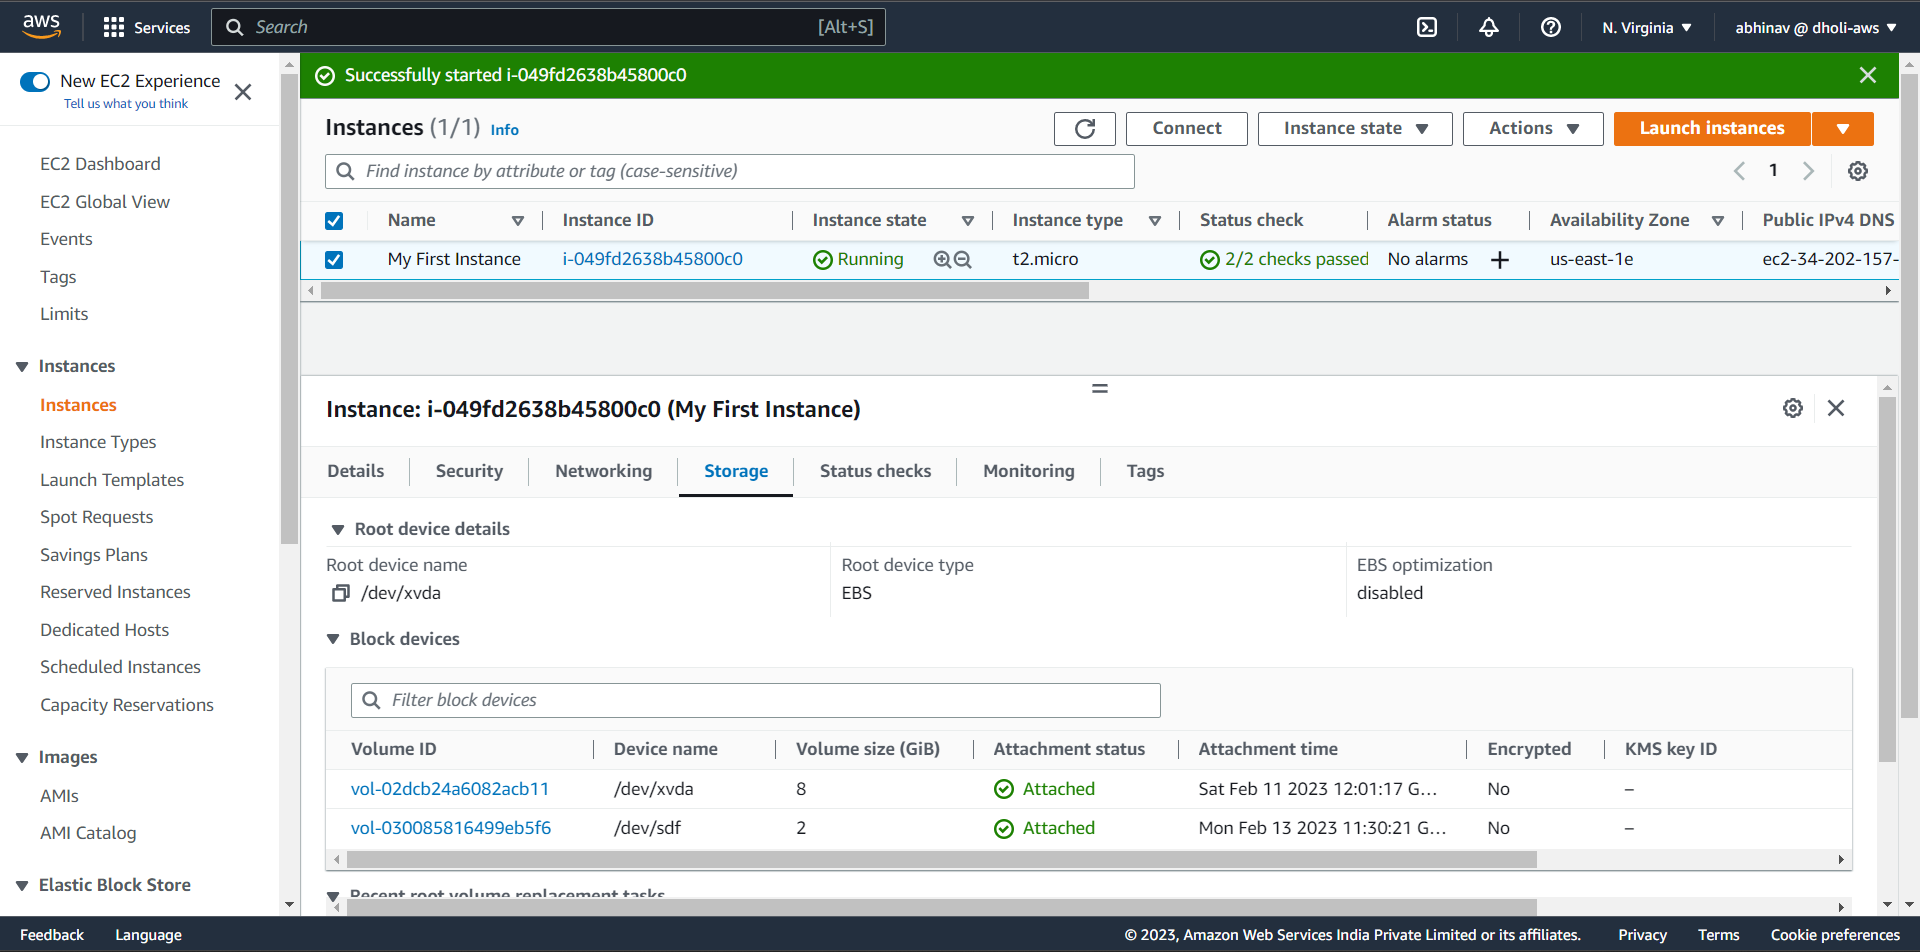 aws Services Search [Alt+S] N. Virginia abhinav @ dholi-aws
New EC2 Experience
Tell us what you think
EC2 Dashboard
EC2 Global View
Events
Tags
Limits
Instances
Instances
Instance Types
Launch Templates
Spot Requests
Savings Plans
Reserved Instances
Dedicated Hosts
Scheduled Instances
Capacity Reservations
Images
AMIs
AMI Catalog
Elastic Block Store
Successfully started i-049fd2638b45800c0
Instances (1/1) Info Connect Instance state Actions Launch instances
Find instance by attribute or tag (case-sensitive) 1
Name Instance ID Instance state Instance type Status check Alarm status Availability Zone Public IPv4 DNS
My First Instance i-049fd2638b45800c0 Running t2.micro 2/2 checks passed No alarms us-east-1e ec2-34-202-157-
Instance: i-049fd2638b45800c0 (My First Instance)
Details Security Networking Storage Status checks Monitoring Tags
Root device details
Root device name Root device type EBS optimization
/dev/xvda EBS disabled
Block devices
Filter block devices
Volume ID Device name Volume size (GiB) Attachment status Attachment time Encrypted KMS key ID
vol-02dcb24a6082acb11 /dev/xvda 8 Attached Sat Feb 11 2023 12:01:17 G... No –
vol-030085816499eb5f6 /dev/sdf 2 Attached Mon Feb 13 2023 11:30:21 G... No –
Recent root volume replacement tasks
Feedback Language © 2023, Amazon Web Services India Private Limited or its affiliates. Privacy Terms Cookie preferences